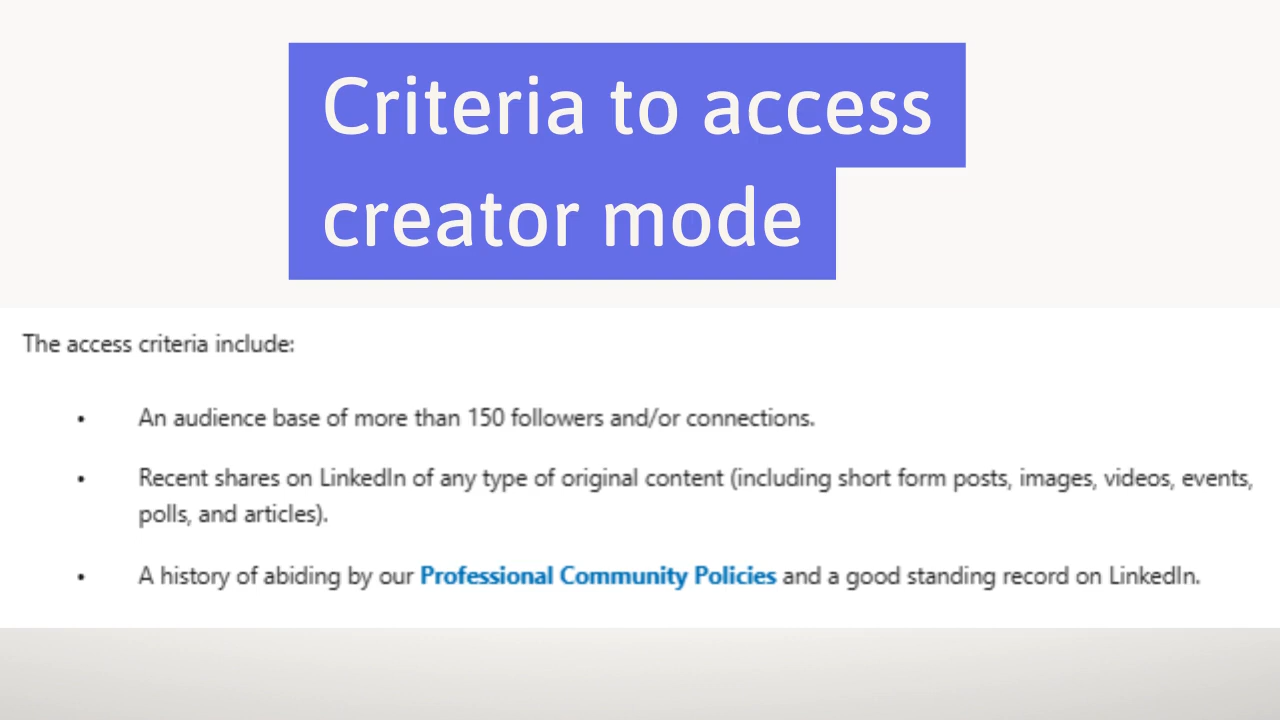 Criteria to access
creator mode
The access criteria include:
• An audience base of more than 150 followers and/or connections.
• Recent shares on LinkedIn of any type of original content (including short form posts, images, videos, events,
polls, and articles).
• A history of abiding by our Professional Community Policies and a good standing record on LinkedIn.